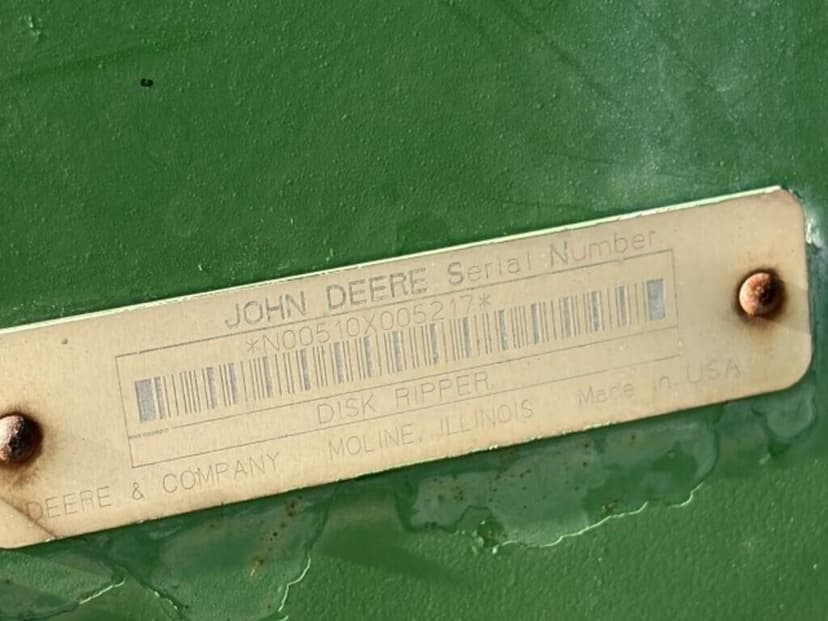 JOHN DEERE Serial Number
*N00510X005217*
DISK RIPPER
DEERE & COMPANY MOLINE, ILLINOIS Made in USA